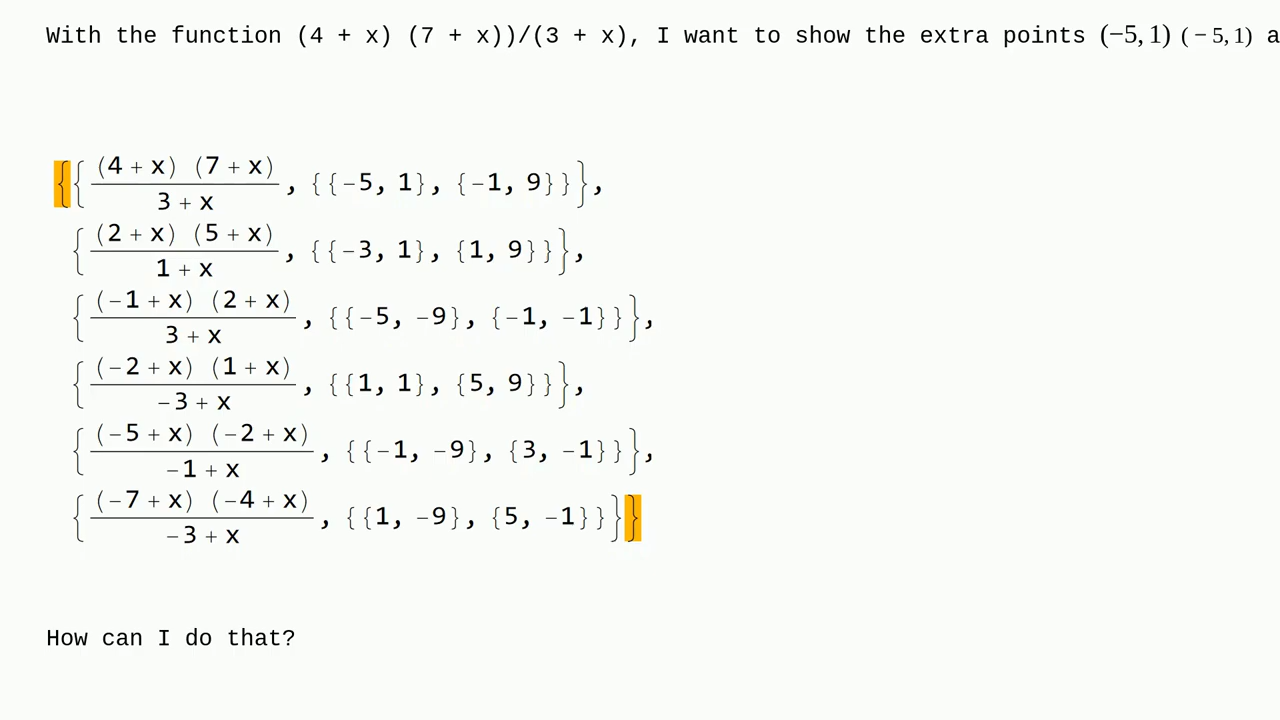 With the function (4 + x) (7 + x))/(3 + x), I want to show the extra points (−5,1) (−5,1) a
{{(4 + x) (7 + x)/3 + x, {{-5, 1}, {-1, 9}}},
{(2 + x) (5 + x)/1 + x, {{-3, 1}, {1, 9}}},
{(-1 + x) (2 + x)/3 + x, {{-5, -9}, {-1, -1}}},
{(-2 + x) (1 + x)/-3 + x, {{1, 1}, {5, 9}}},
{(-5 + x) (-2 + x)/-1 + x, {{-1, -9}, {3, -1}}},
{(-7 + x) (-4 + x)/-3 + x, {{1, -9}, {5, -1}}}}
How can I do that?